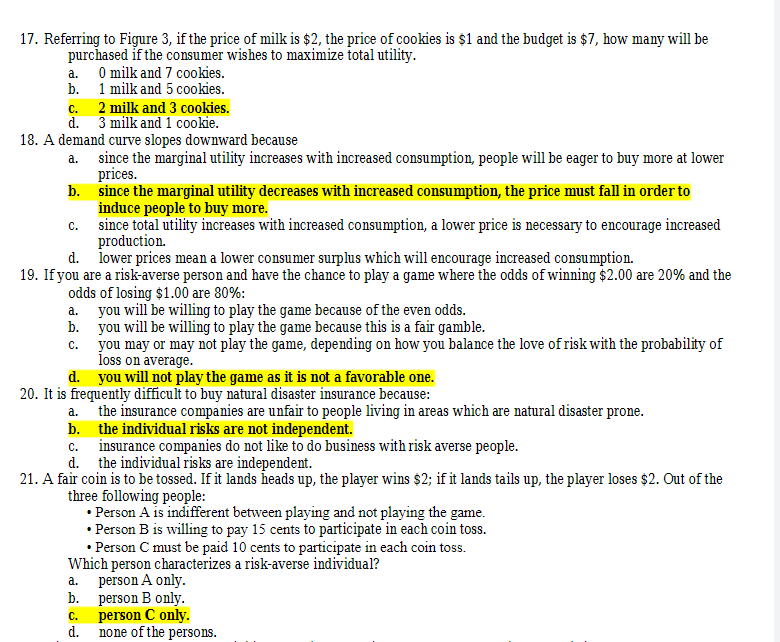 17. Referring to Figure 3, if the price of milk is $2, the price of cookies is $1 and the budget is $7, how many will be
purchased if the consumer wishes to maximize total utility.
a. 0 milk and 7 cookies.
b. 1 milk and 5 cookies.
c. 2 milk and 3 cookies.
d. 3 milk and 1 cookie.
18. A demand curve slopes downward because
a. since the marginal utility increases with increased consumption, people will be eager to buy more at lower
prices.
b. since the marginal utility decreases with increased consumption, the price must fall in order to
induce people to buy more.
c. since total utility increases with increased consumption, a lower price is necessary to encourage increased
production.
d. lower prices mean a lower consumer surplus which will encourage increased consumption.
19. If you are a risk-averse person and have the chance to play a game where the odds of winning $2.00 are 20% and the
odds of losing $1.00 are 80%:
a. you will be willing to play the game because of the even odds.
b. you will be willing to play the game because this is a fair gamble.
c. you may or may not play the game, depending on how you balance the love of risk with the probability of
loss on average.
d. you will not play the game as it is not a favorable one.
20. It is frequently difficult to buy natural disaster insurance because:
a. the insurance companies are unfair to people living in areas which are natural disaster prone.
b. the individual risks are not independent.
c. insurance companies do not like to do business with risk averse people.
d. the individual risks are independent.
21. A fair coin is to be tossed. If it lands heads up, the player wins $2; if it lands tails up, the player loses $2. Out of the
three following people:
• Person A is indifferent between playing and not playing the game.
• Person B is willing to pay 15 cents to participate in each coin toss.
• Person C must be paid 10 cents to participate in each coin toss.
Which person characterizes a risk-averse individual?
a. person A only.
b. person B only.
c. person C only.
d. none of the persons.